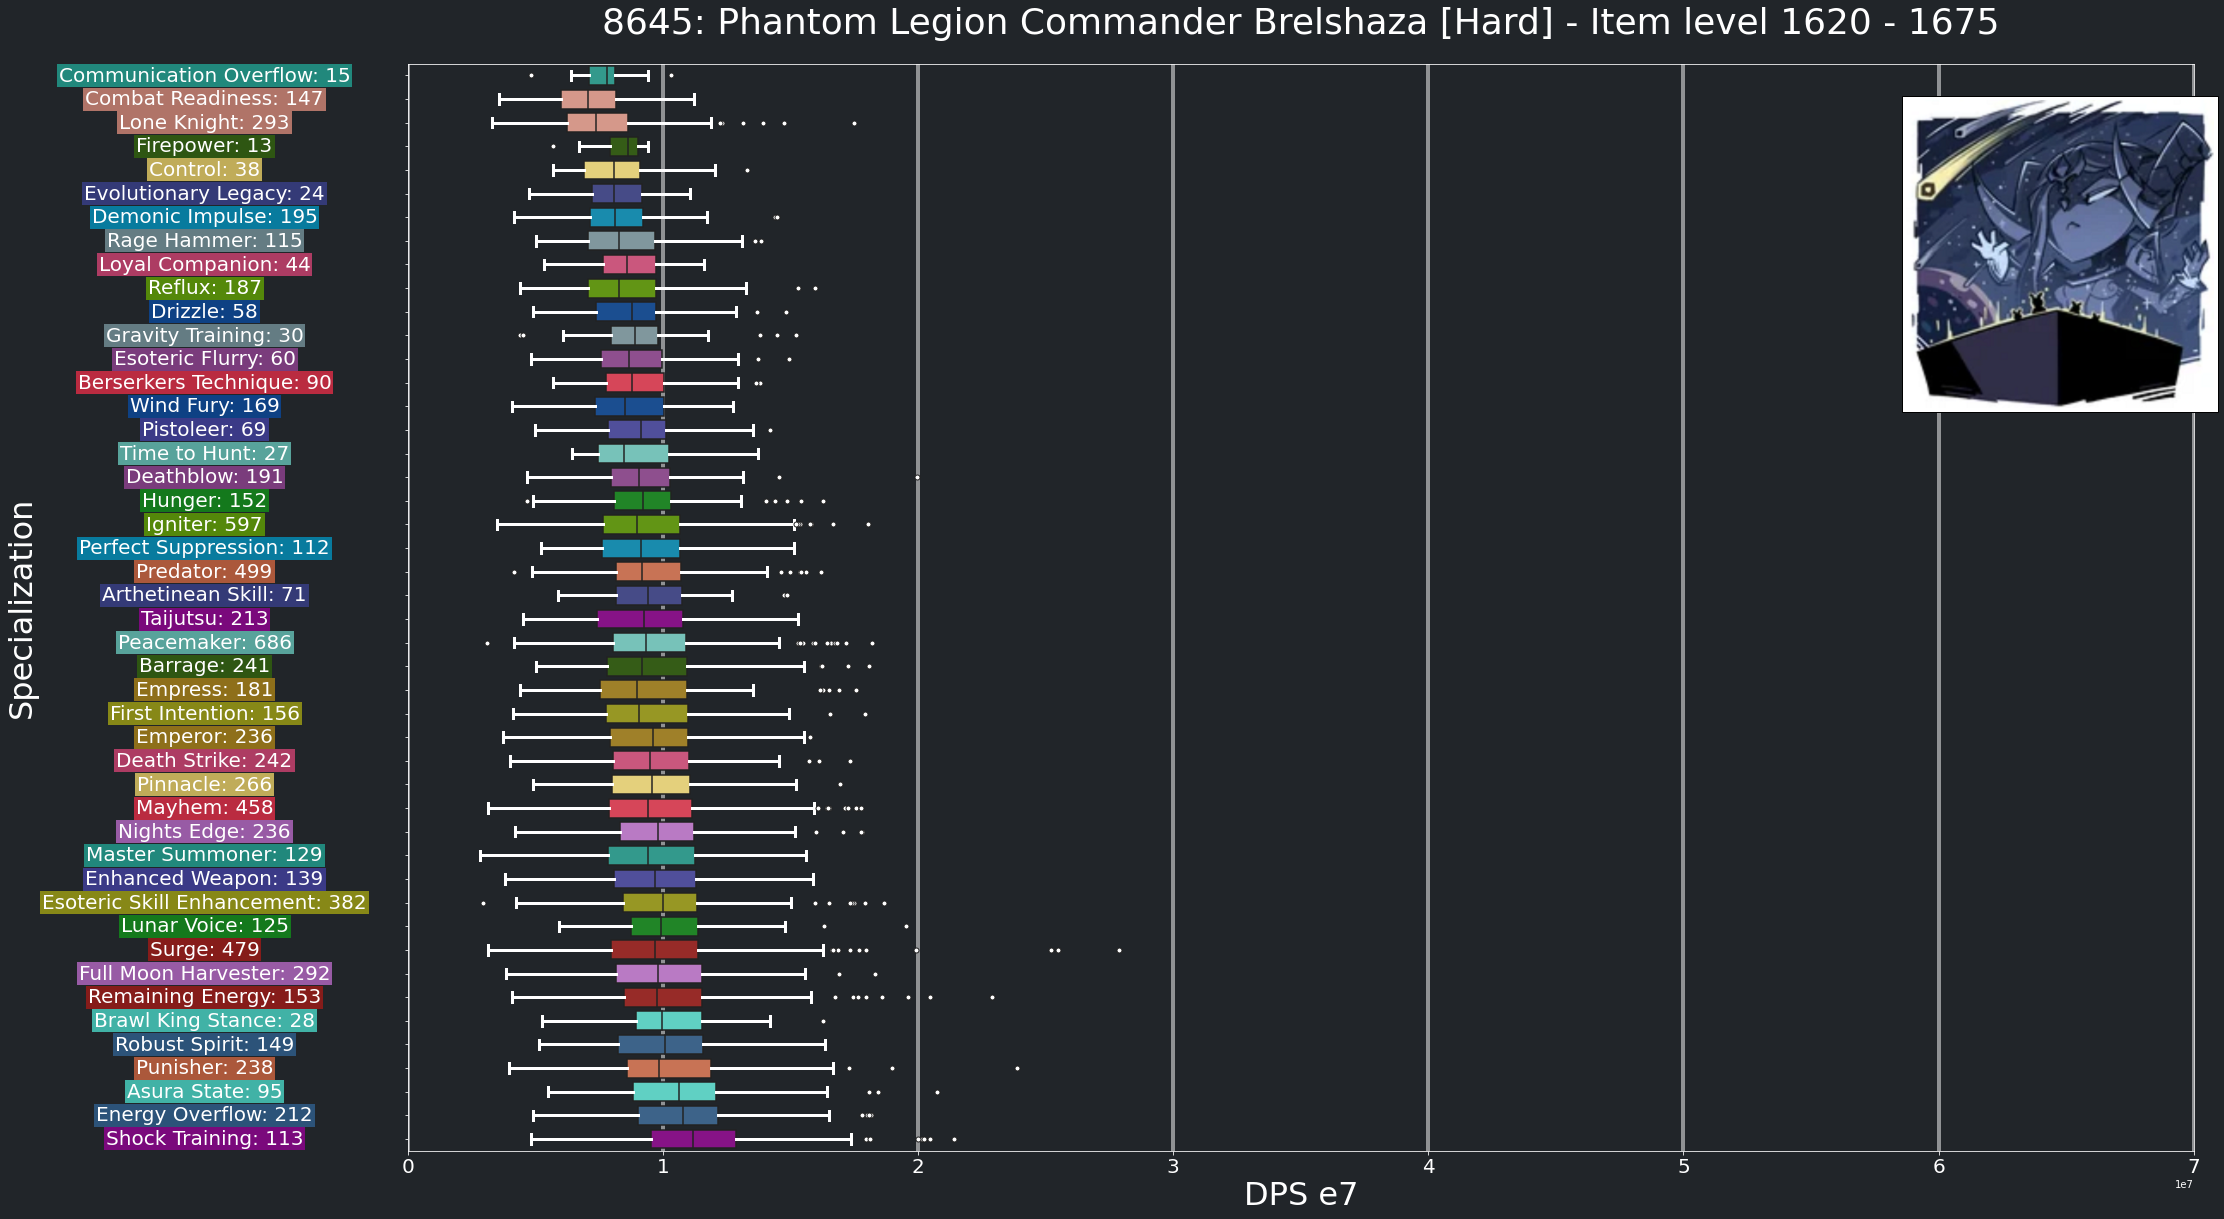 8645: Phantom Legion Commander Brelshaza [Hard] - Item level 1620 - 1675
Specialization
Communication Overflow: 15
Combat Readiness: 147
Lone Knight: 293
Firepower: 13
Control: 38
Evolutionary Legacy: 24
Demonic Impulse: 195
Rage Hammer: 115
Loyal Companion: 44
Reflux: 187
Drizzle: 58
Gravity Training: 30
Esoteric Flurry: 60
Berserkers Technique: 90
Wind Fury: 169
Pistoleer: 69
Time to Hunt: 27
Deathblow: 191
Hunger: 152
Igniter: 597
Perfect Suppression: 112
Predator: 499
Arthetinean Skill: 71
Taijutsu: 213
Peacemaker: 686
Barrage: 241
Empress: 181
First Intention: 156
Emperor: 236
Death Strike: 242
Pinnacle: 266
Mayhem: 458
Nights Edge: 236
Master Summoner: 129
Enhanced Weapon: 139
Esoteric Skill Enhancement: 382
Lunar Voice: 125
Surge: 479
Full Moon Harvester: 292
Remaining Energy: 153
Brawl King Stance: 28
Robust Spirit: 149
Punisher: 238
Asura State: 95
Energy Overflow: 212
Shock Training: 113
0 1 2 3 4 5 6 7
1e7
DPS e7